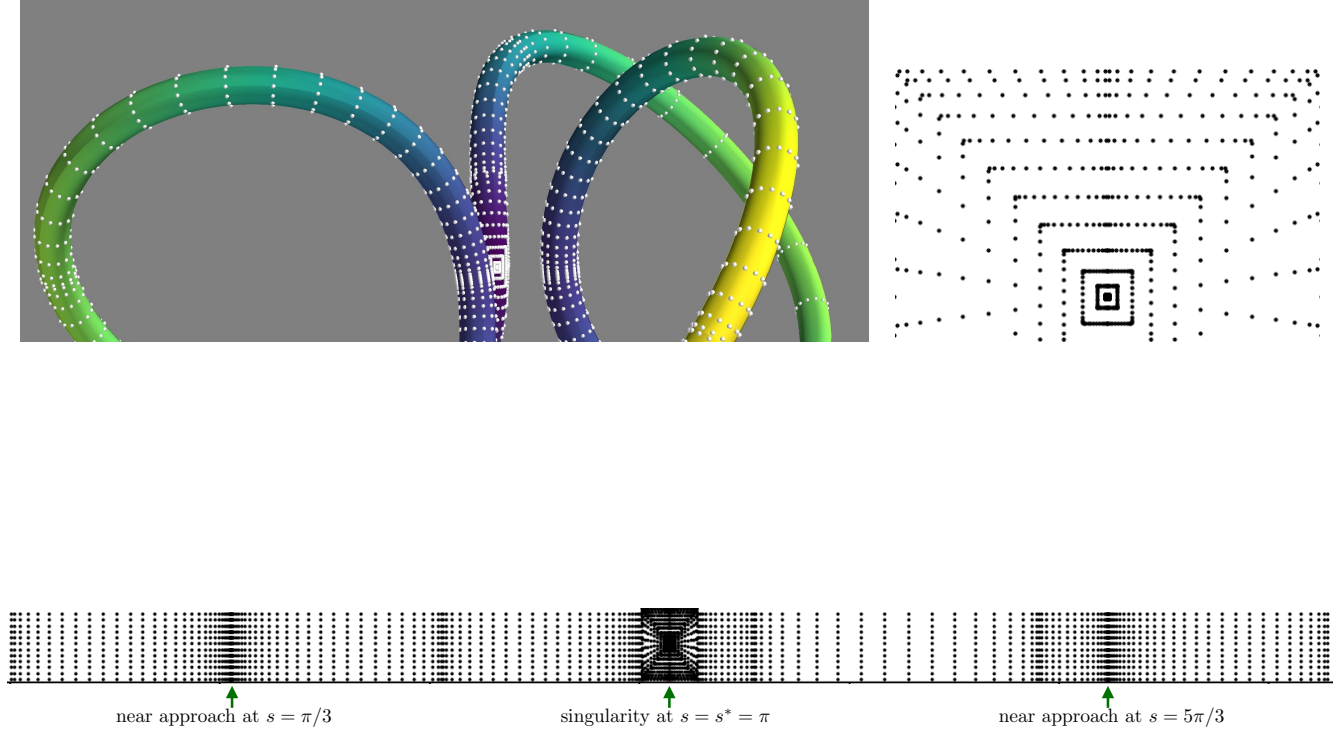 near approach at s = π/3
singularity at s = s* = π
near approach at s = 5π/3